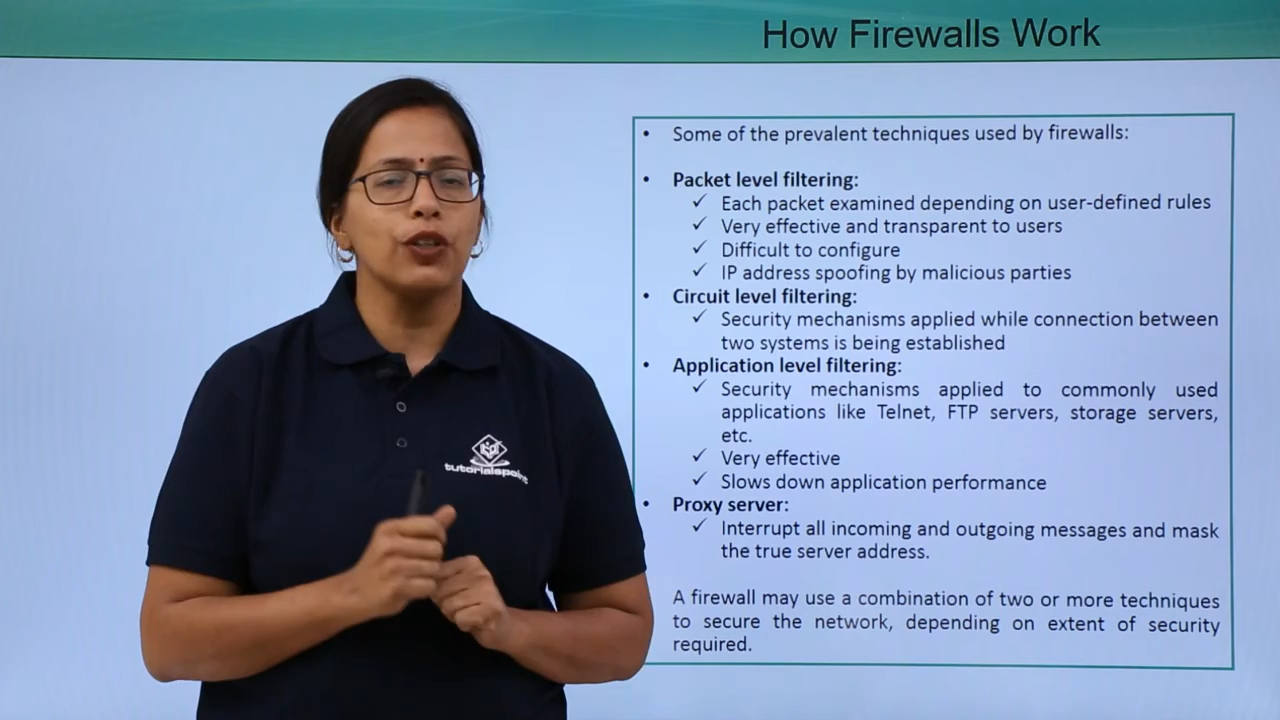 How Firewalls Work
• Some of the prevalent techniques used by firewalls:
• Packet level filtering:
✓ Each packet examined depending on user-defined rules
✓ Very effective and transparent to users
✓ Difficult to configure
✓ IP address spoofing by malicious parties
• Circuit level filtering:
✓ Security mechanisms applied while connection between
two systems is being established
• Application level filtering:
✓ Security mechanisms applied to commonly used
applications like Telnet, FTP servers, storage servers,
etc.
✓ Very effective
✓ Slows down application performance
• Proxy server:
✓ Interrupt all incoming and outgoing messages and mask
the true server address.
A firewall may use a combination of two or more techniques
to secure the network, depending on extent of security
required.
tutorialspoint